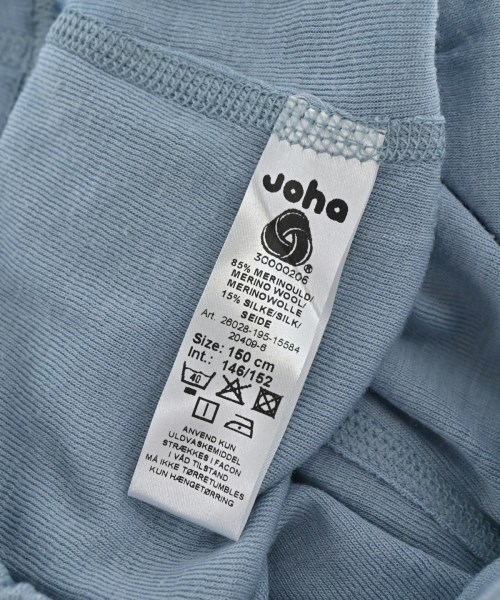 Joha
®
30000206
85% MERINOULD/
MERINO WOOL/
MERINOWOLLE
15% SILKE/SILK/
SEIDE
Art. 26028-195-15584
20409-6
Size: 150 cm
Int.: 146/152
40
ANVEND KUN
ULDVASKEMIDDEL
STRÆKKES I FACON
I VÅD TILSTAND
MÅ IKKE TØRRETUMBLES
KUN HÆNGETØRRING